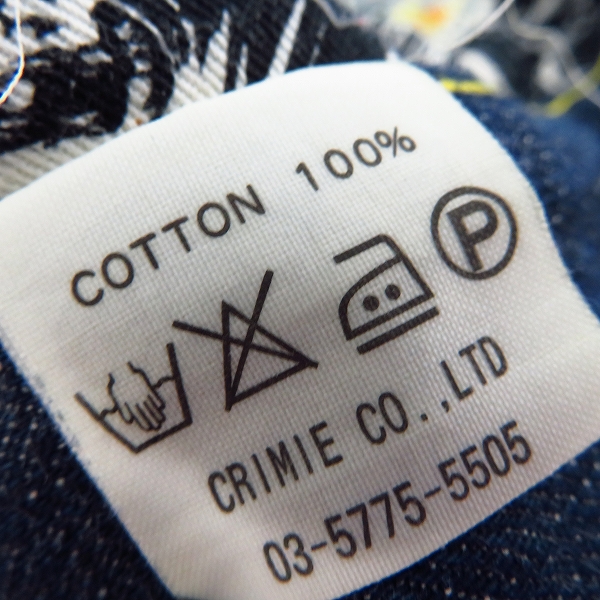 COTTON 100%
P
CRIMIE CO.,LTD
03-5775-5505